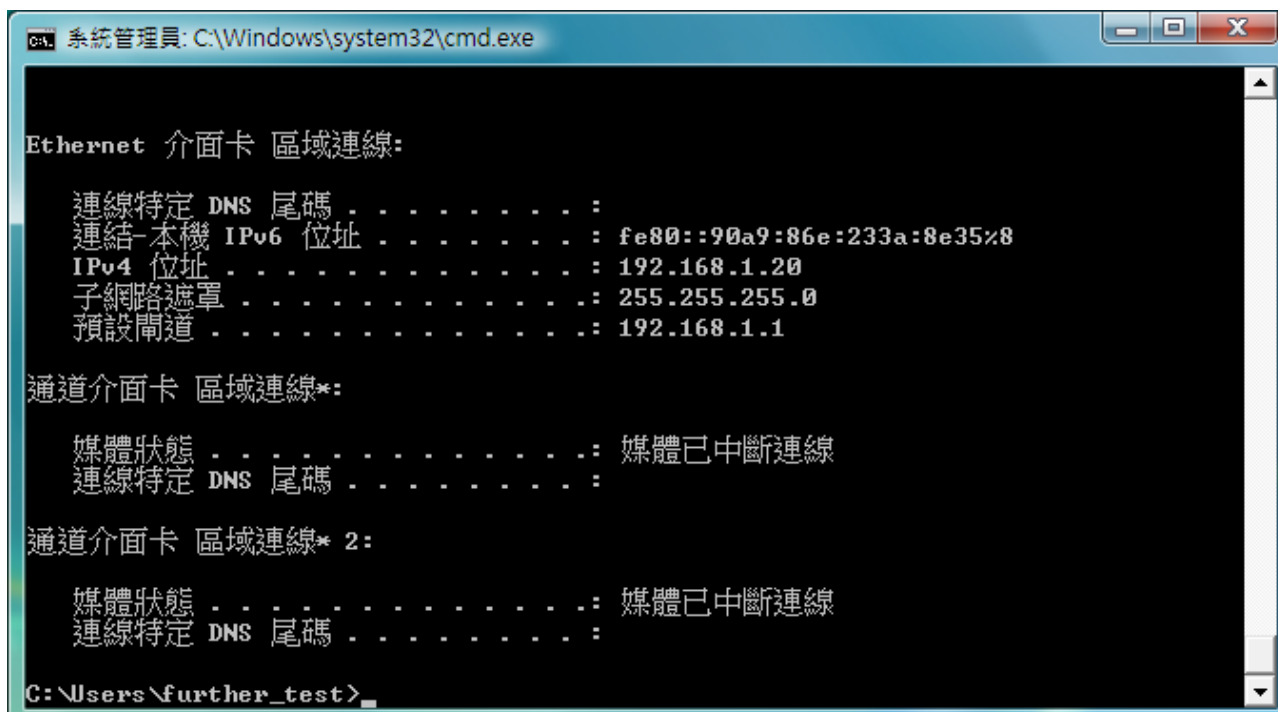 系統管理員: C:\Windows\system32\cmd.exe
Ethernet 介面卡 區域連線:
連線特定 DNS 尾碼 . . . . . . . . :
連結-本機 IPv6 位址 . . . . . . . : fe80::90a9:86e:233a:8e35%8
IPv4 位址 . . . . . . . . . . . . : 192.168.1.20
子網路遮罩 . . . . . . . . . . . .: 255.255.255.0
預設閘道 . . . . . . . . . . . . .: 192.168.1.1
通道介面卡 區域連線*:
媒體狀態 . . . . . . . . . . . . .: 媒體已中斷連線
連線特定 DNS 尾碼 . . . . . . . . :
通道介面卡 區域連線* 2:
媒體狀態 . . . . . . . . . . . . .: 媒體已中斷連線
連線特定 DNS 尾碼 . . . . . . . . :
C:\Users\further_test>_